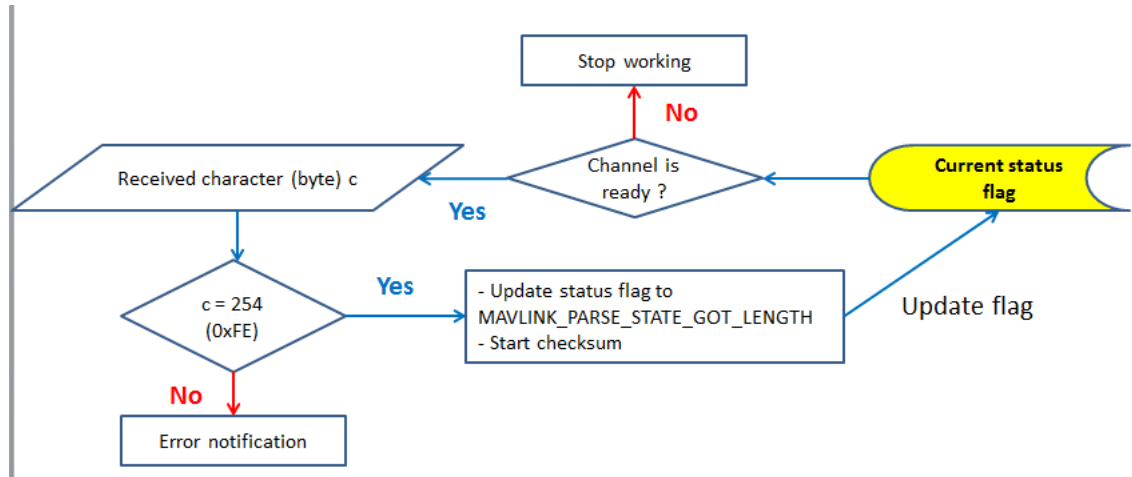 Stop working
No
Received character (byte) c
Channel is
ready ?
Current status
flag
Yes
c = 254
(0xFE)
Yes
- Update status flag to
MAVLINK_PARSE_STATE_GOT_LENGTH
- Start checksum
Update flag
No
Error notification